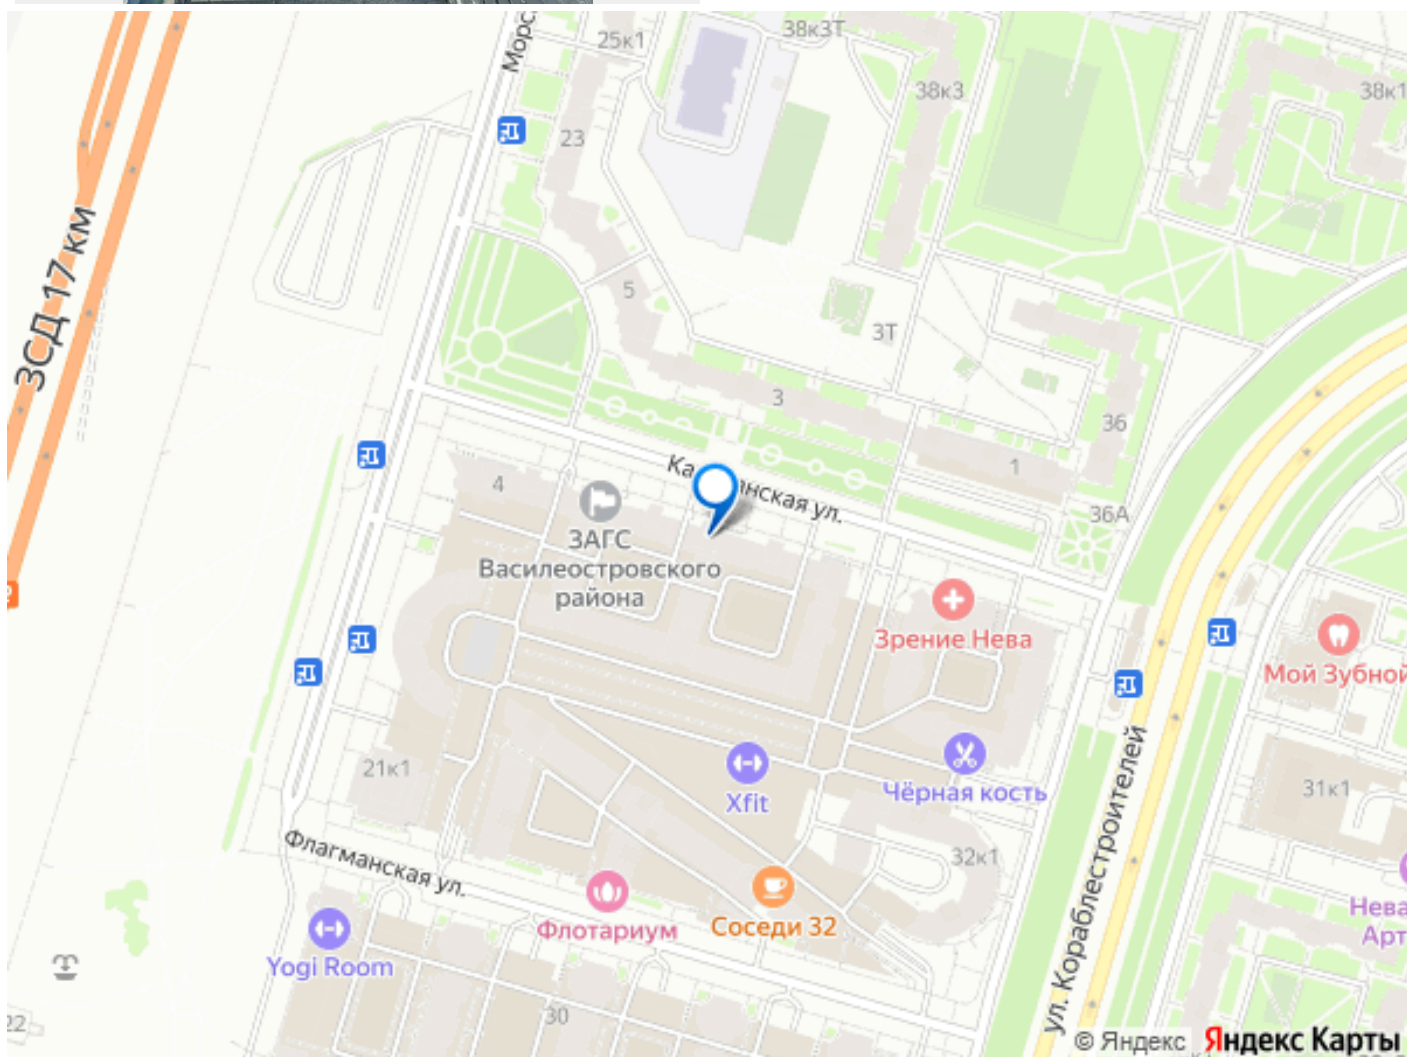 25к1
38к3Т
Морс
38к3
38к1
23
ЗСД 17 км
5
3Т
3
36
1
Ка
нская ул.
4
36А
ЗАГС
Василеостровского
района
Зрение Нева
Мой Зубной
21к1
Xfit
Чёрная кость
31к1
ул. Кораблестроителей
Флагманская ул.
32к1
Флотариум
Соседи 32
Нева
Арт
Yogi Room
30
22
© Яндекс
Яндекс Карты